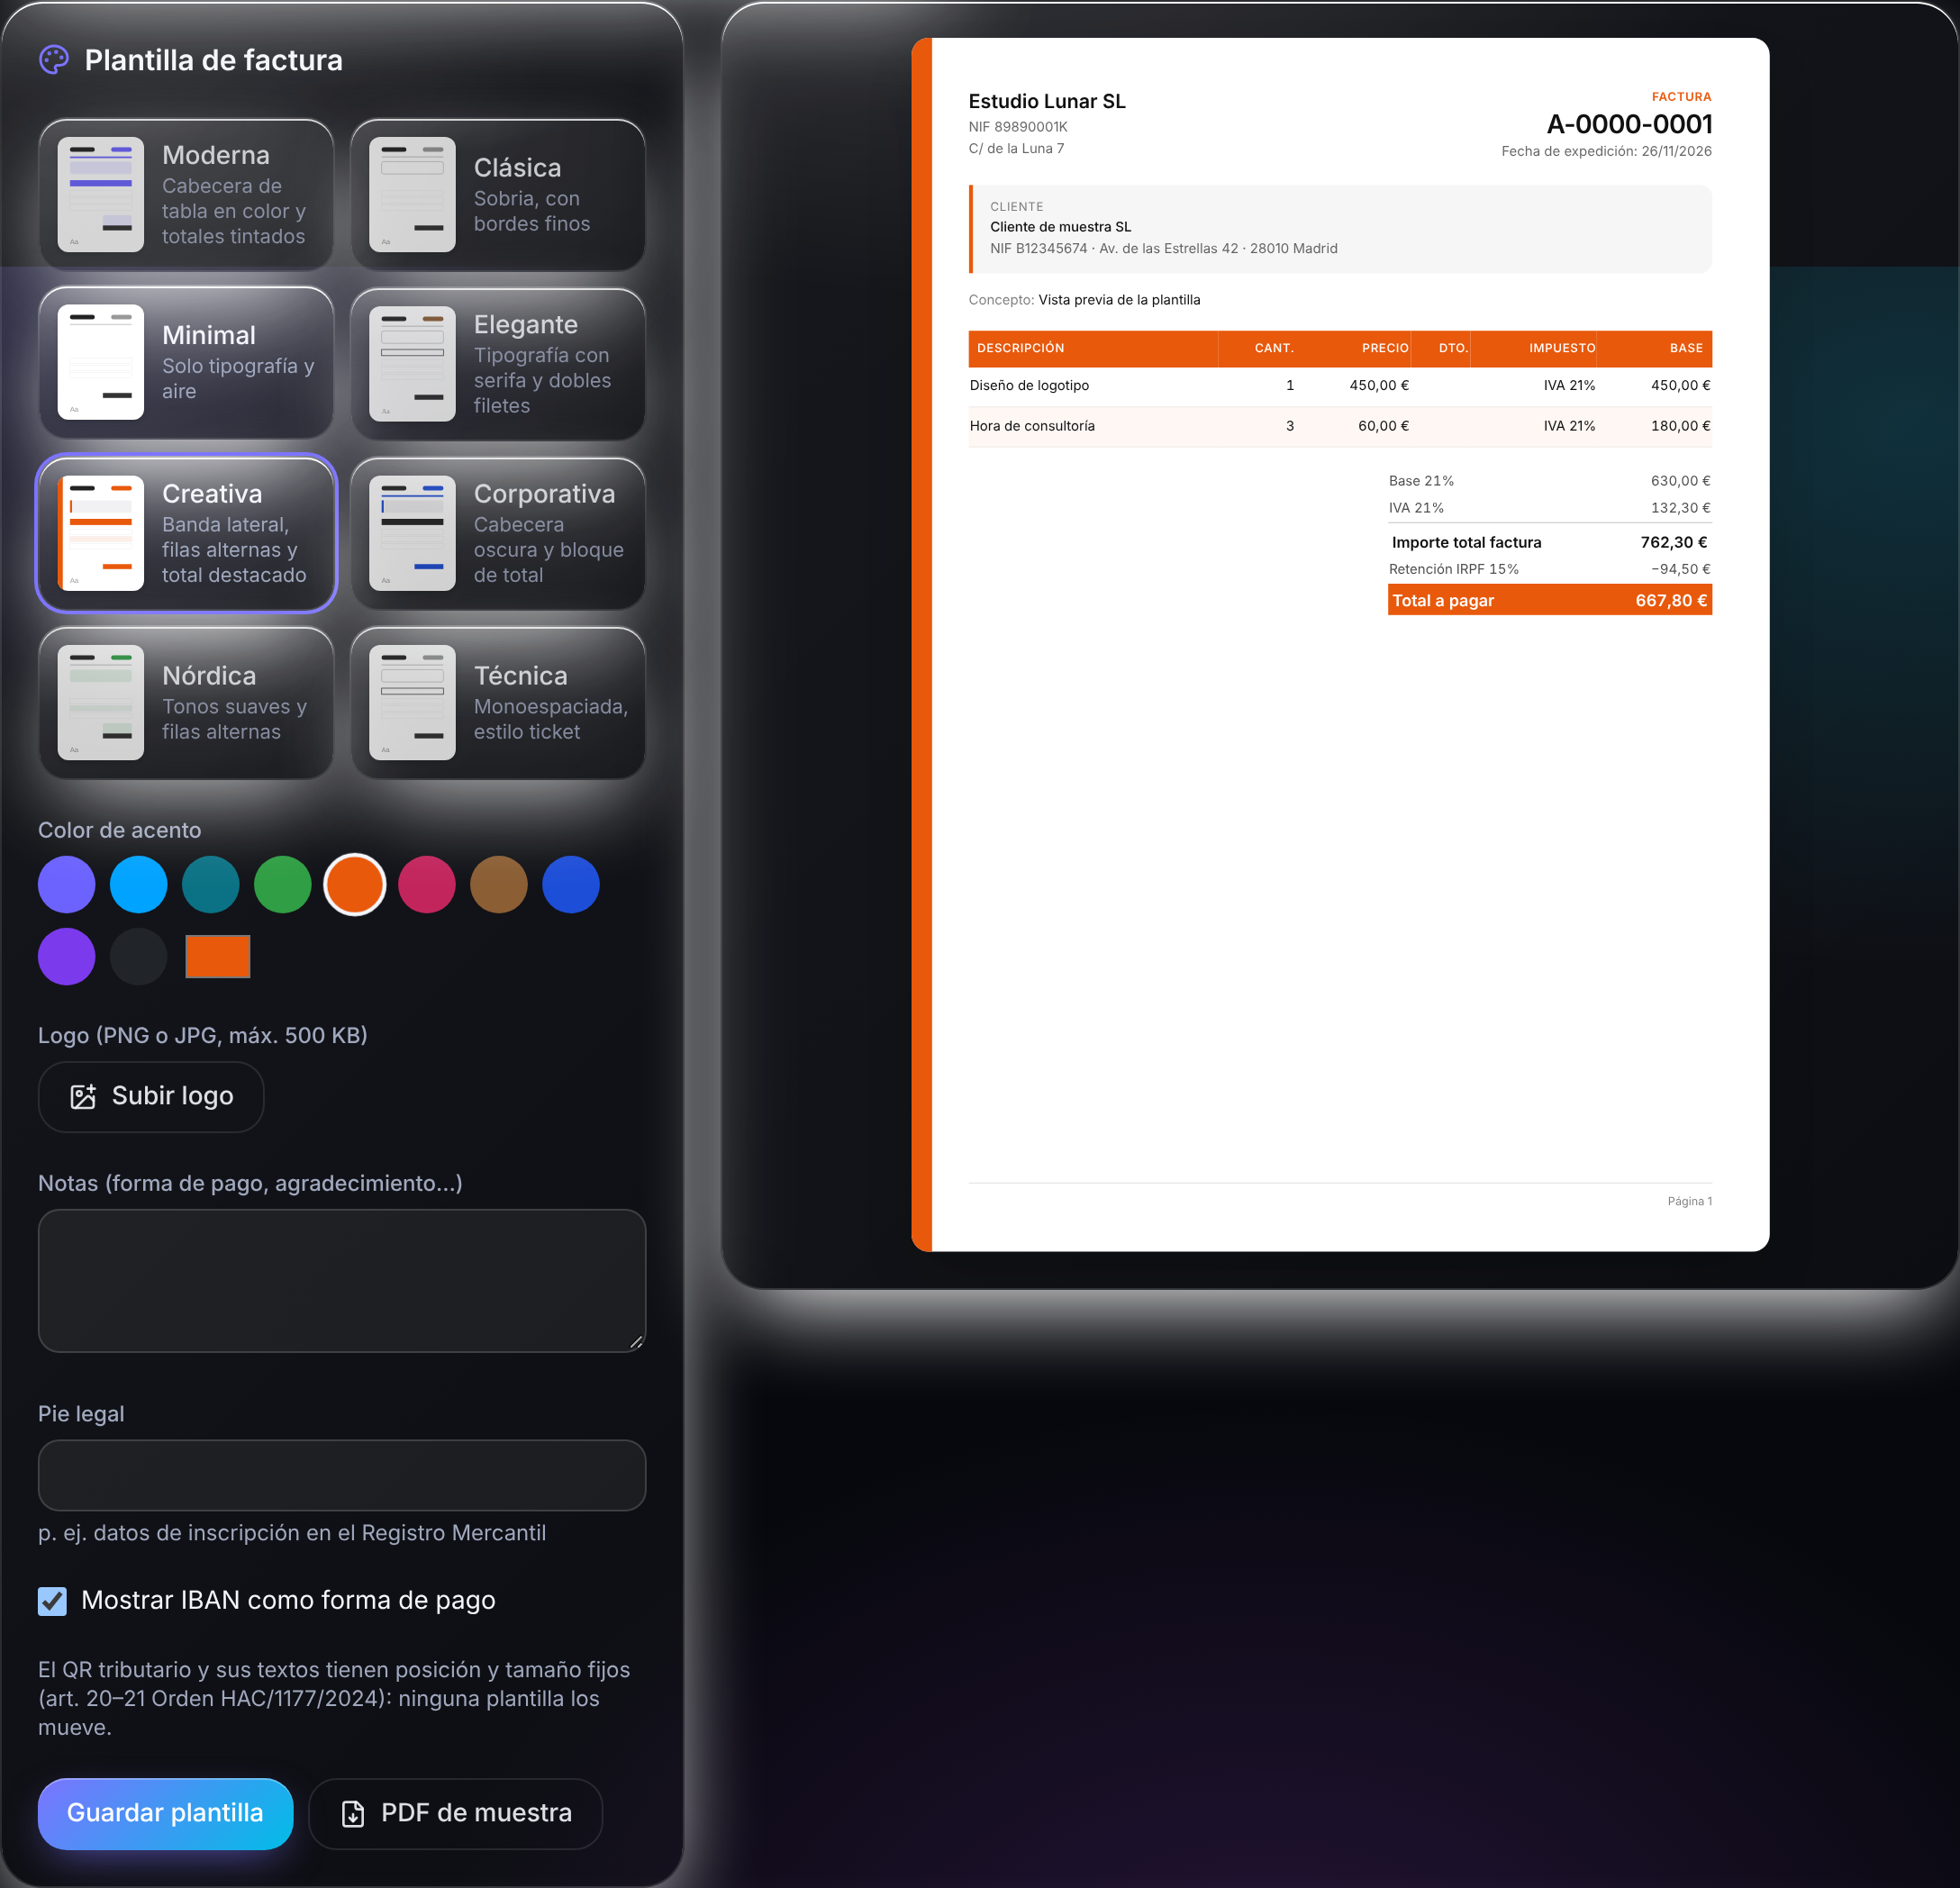 Plantilla de factura
Moderna
Cabecera de
tabla en color y
totales tintados
Aa
Clásica
Sobria, con
bordes finos
Aa
Minimal
Solo tipografía y
aire
Aa
Elegante
Tipografía con
serifa y dobles
filetes
Aa
Creativa
Banda lateral,
filas alternas y
total destacado
Aa
Corporativa
Cabecera
oscura y bloque
de total
Aa
Nórdica
Tonos suaves y
filas alternas
Aa
Técnica
Monoespaciada,
estilo ticket
Aa
Color de acento
Logo (PNG o JPG, máx. 500 KB)
Subir logo
Notas (forma de pago, agradecimiento...)
Pie legal
p. ej. datos de inscripción en el Registro Mercantil
Mostrar IBAN como forma de pago
El QR tributario y sus textos tienen posición y tamaño fijos
(art. 20–21 Orden HAC/1177/2024): ninguna plantilla los
mueve.
Guardar plantilla
PDF de muestra
Estudio Lunar SL
NIF 89890001K
C/ de la Luna 7
FACTURA
A-0000-0001
Fecha de expedición: 26/11/2026
CLIENTE
Cliente de muestra SL
NIF B12345674 · Av. de las Estrellas 42 · 28010 Madrid
Concepto: Vista previa de la plantilla
DESCRIPCIÓN CANT. PRECIO DTO. IMPUESTO BASE
Diseño de logotipo 1 450,00 € IVA 21% 450,00 €
Hora de consultoría 3 60,00 € IVA 21% 180,00 €
Base 21% 630,00 €
IVA 21% 132,30 €
Importe total factura 762,30 €
Retención IRPF 15% −94,50 €
Total a pagar 667,80 €
Página 1